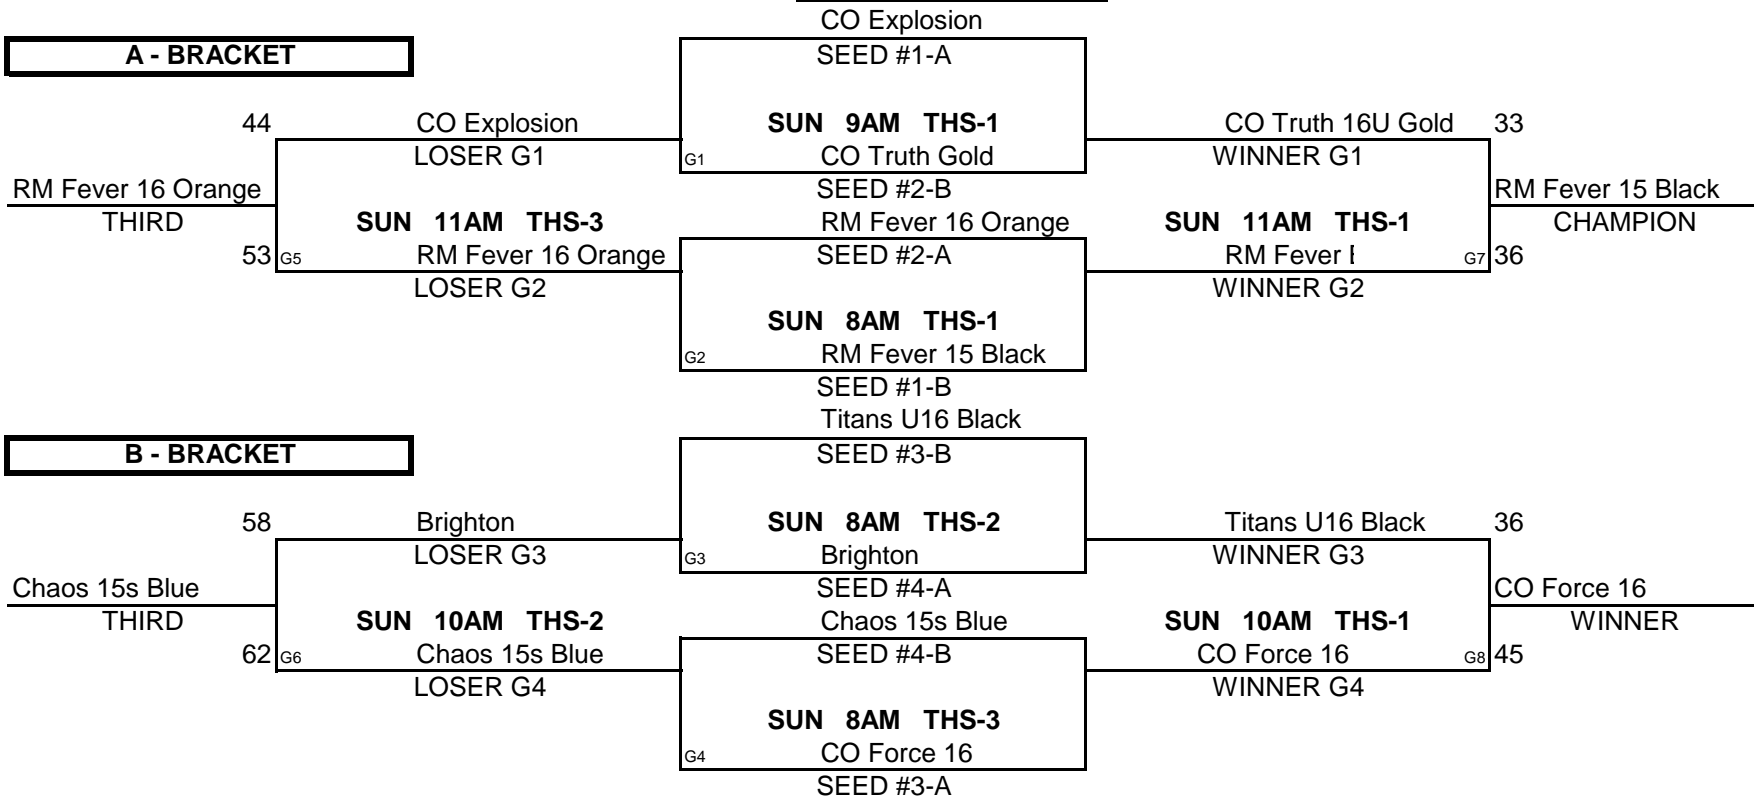 CO Explosion
A - BRACKET
SEED #1-A
44 CO Explosion SUN 9AM THS-1 CO Truth 16U Gold 33
LOSER G1 G1 CO Truth Gold WINNER G1
RM Fever 16 Orange SEED #2-B RM Fever 15 Black
THIRD SUN 11AM THS-3 RM Fever 16 Orange SUN 11AM THS-1 CHAMPION
53 G5 RM Fever 16 Orange SEED #2-A RM Fever G7 36
LOSER G2 WINNER G2
SUN 8AM THS-1
G2 RM Fever 15 Black
SEED #1-B
Titans U16 Black
B - BRACKET SEED #3-B
58 Brighton SUN 8AM THS-2 Titans U16 Black 36
LOSER G3 G3 Brighton WINNER G3
Chaos 15s Blue SEED #4-A CO Force 16
THIRD SUN 10AM THS-2 Chaos 15s Blue SUN 10AM THS-1 WINNER
62 G6 Chaos 15s Blue SEED #4-B CO Force 16 G8 45
LOSER G4 WINNER G4
SUN 8AM THS-3
G4 CO Force 16
SEED #3-A